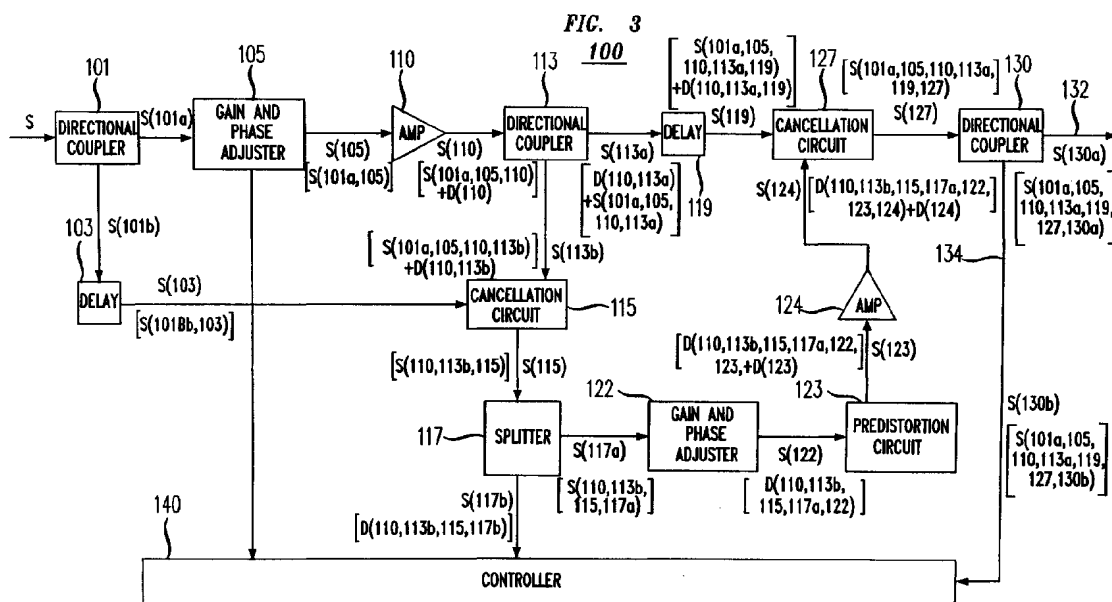 FIG. 3
100
101
105
110
113
[S(101a,105,
110,113a,119)
+D(110,113a,119)]
127
[S(101a,105,110,113a,
119,127)]
130
132
S
DIRECTIONAL
COUPLER
S(101a)
GAIN AND
PHASE
ADJUSTER
S(105)
[S(101a,105)]
AMP
S(110)
[S(101a,105,110)
+D(110)]
DIRECTIONAL
COUPLER
S(113a)
[D(110,113a)
+S(101a,105,
110,113a)]
DELAY
119
S(119)
CANCELLATION
CIRCUIT
S(127)
DIRECTIONAL
COUPLER
S(130a)
[S(101a,105,
110,113a,119,
127,130a)]
S(101b)
103
DELAY
S(103)
[S(101Bb,103)]
[S(101a,105,110,113b)
+D(110,113b)]
S(113b)
CANCELLATION
CIRCUIT
115
S(124)
[D(110,113b,115,117a,122,
123,124)+D(124)]
134
124
AMP
[S(110,113b,115)]
S(115)
[D(110,113b,115,117a,122,
123,+D(123)]
S(123)
117
SPLITTER
S(117a)
[S(110,113b,
115,117a)]
122
GAIN AND
PHASE
ADJUSTER
S(122)
[D(110,113b,
115,117a,122)]
123
PREDISTORTION
CIRCUIT
S(130b)
[S(101a,105,
110,113a,119,
127,130b)]
S(117b)
[D(110,113b,115,117b)]
140
CONTROLLER